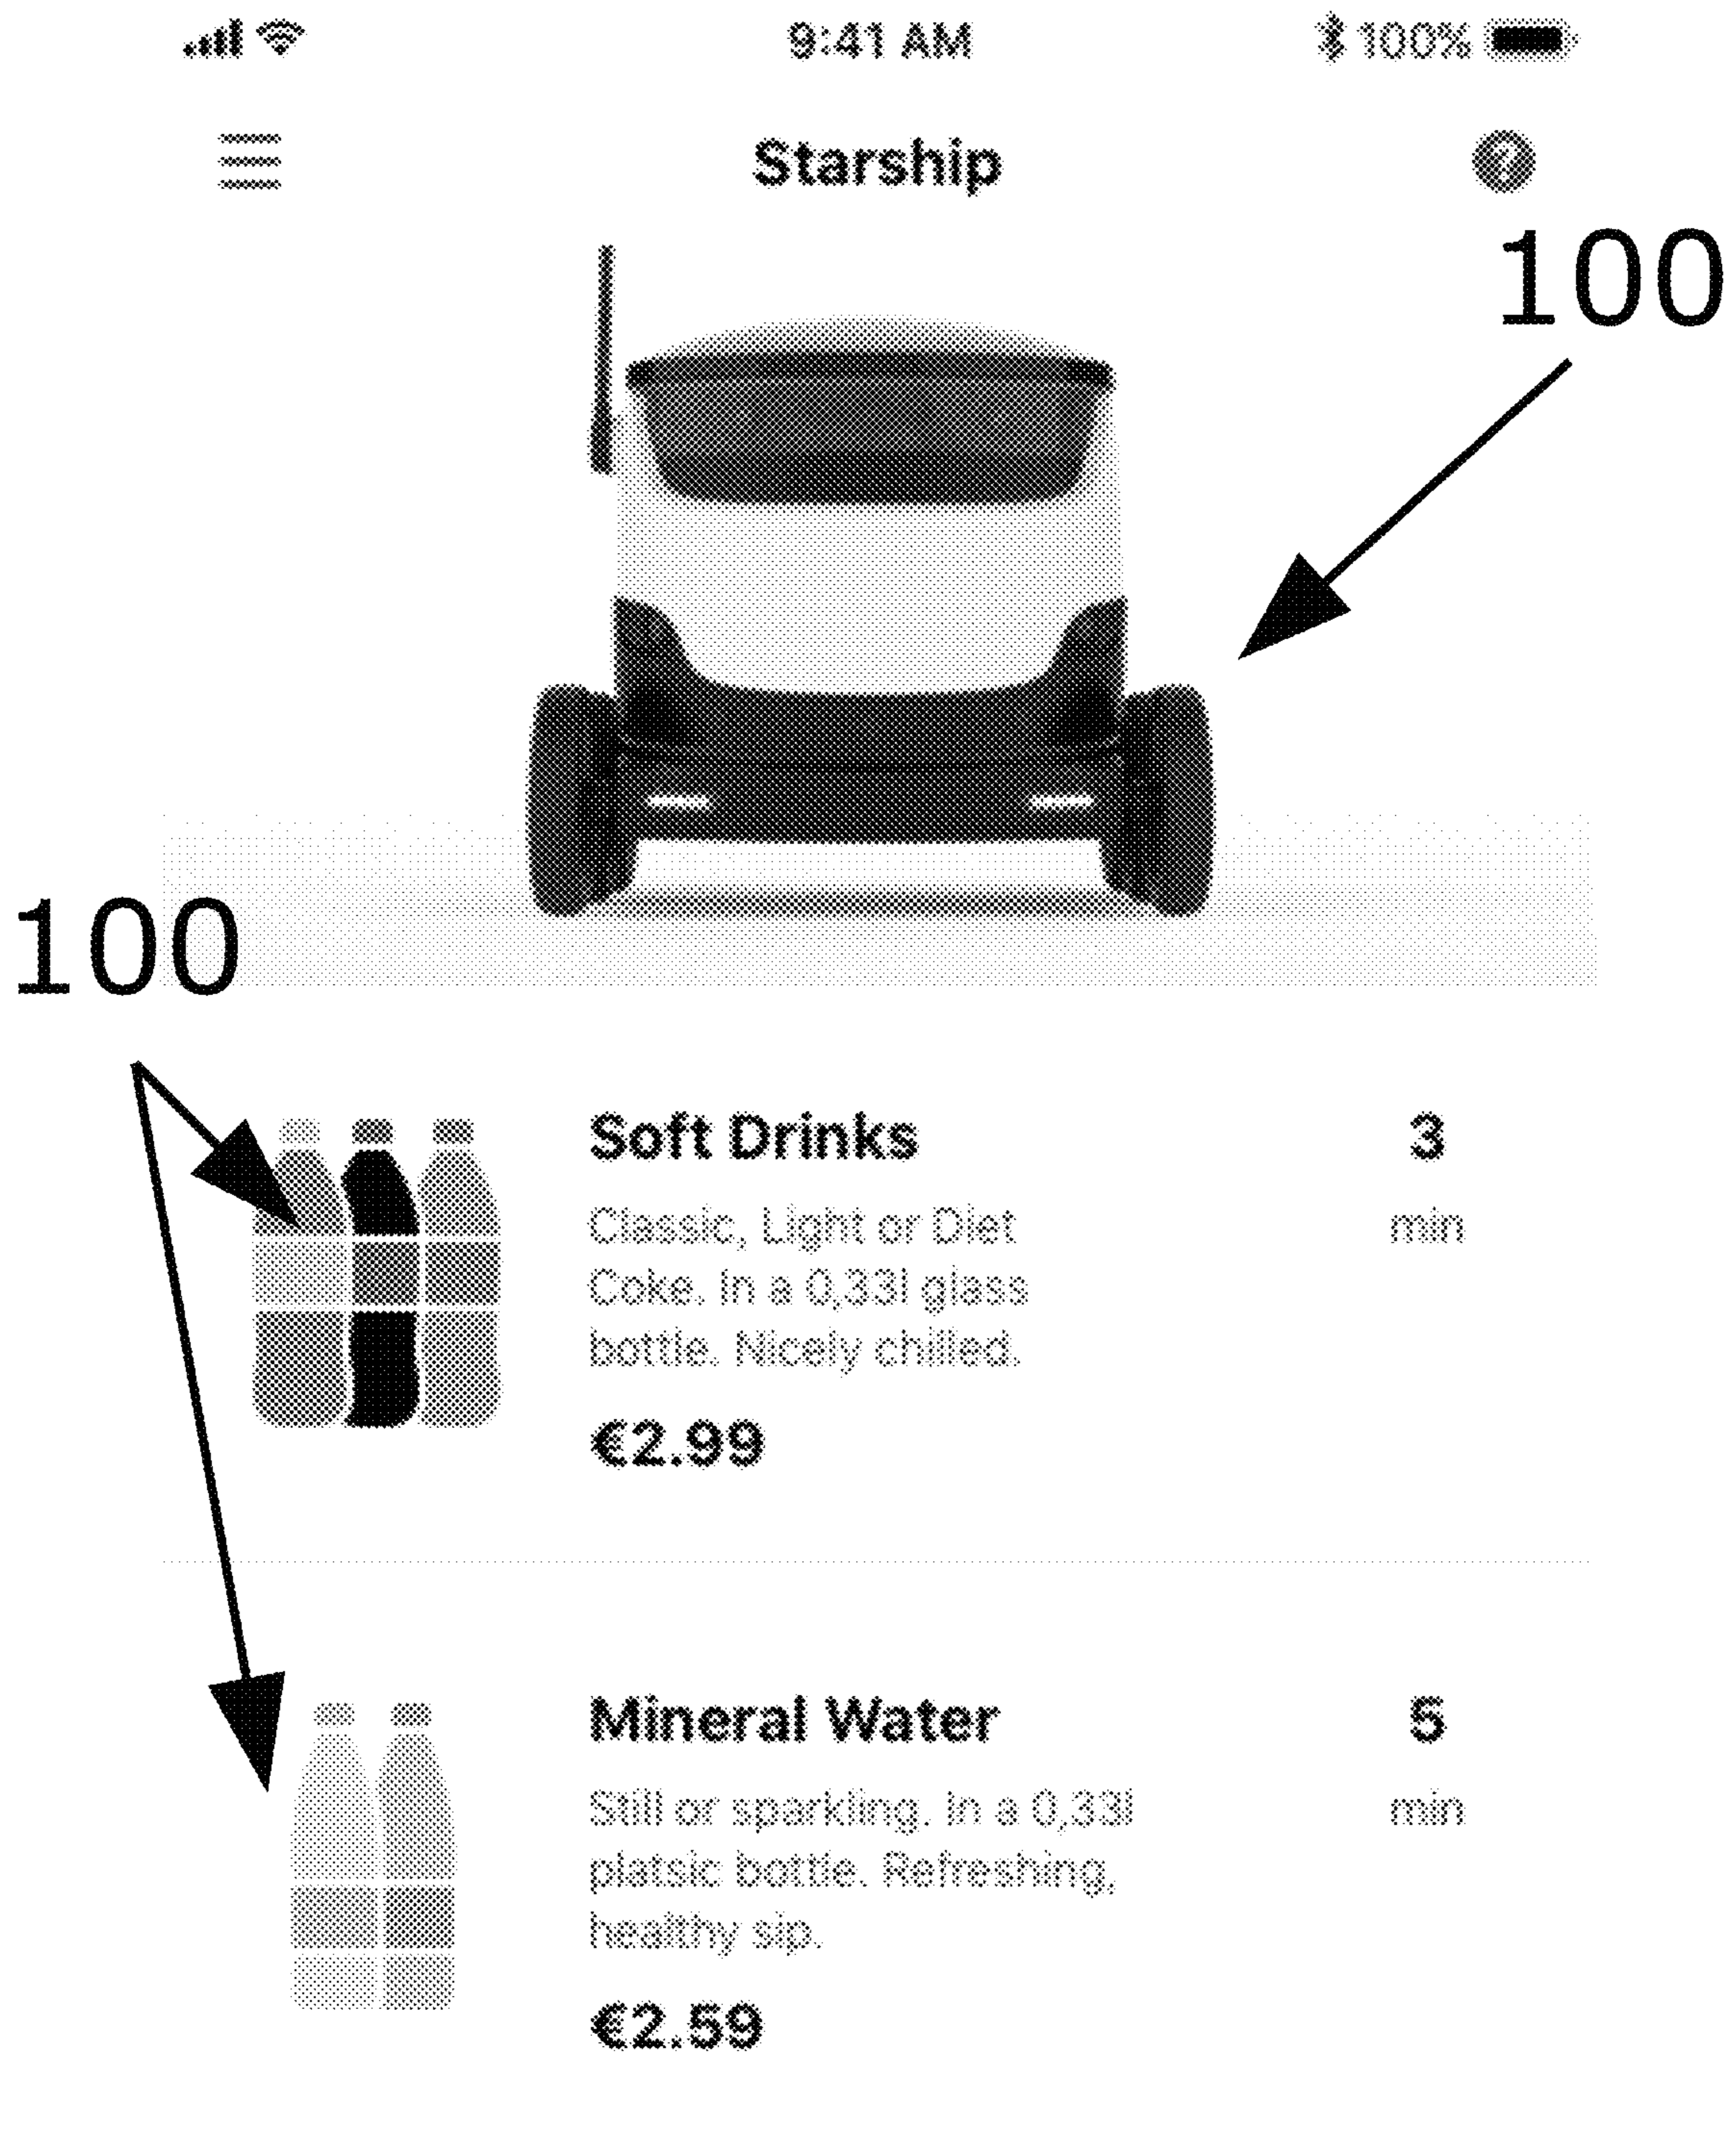 9:41 AM
100%
Starship
?
100
100
Soft Drinks
3
Classic, Light or Diet
min
Coke. In a 0,33l glass
bottle. Nicely chilled.
€2.99
Mineral Water
5
Still or sparkling. In a 0,33l
min
platsic bottle. Refreshing,
healthy sip.
€2.59